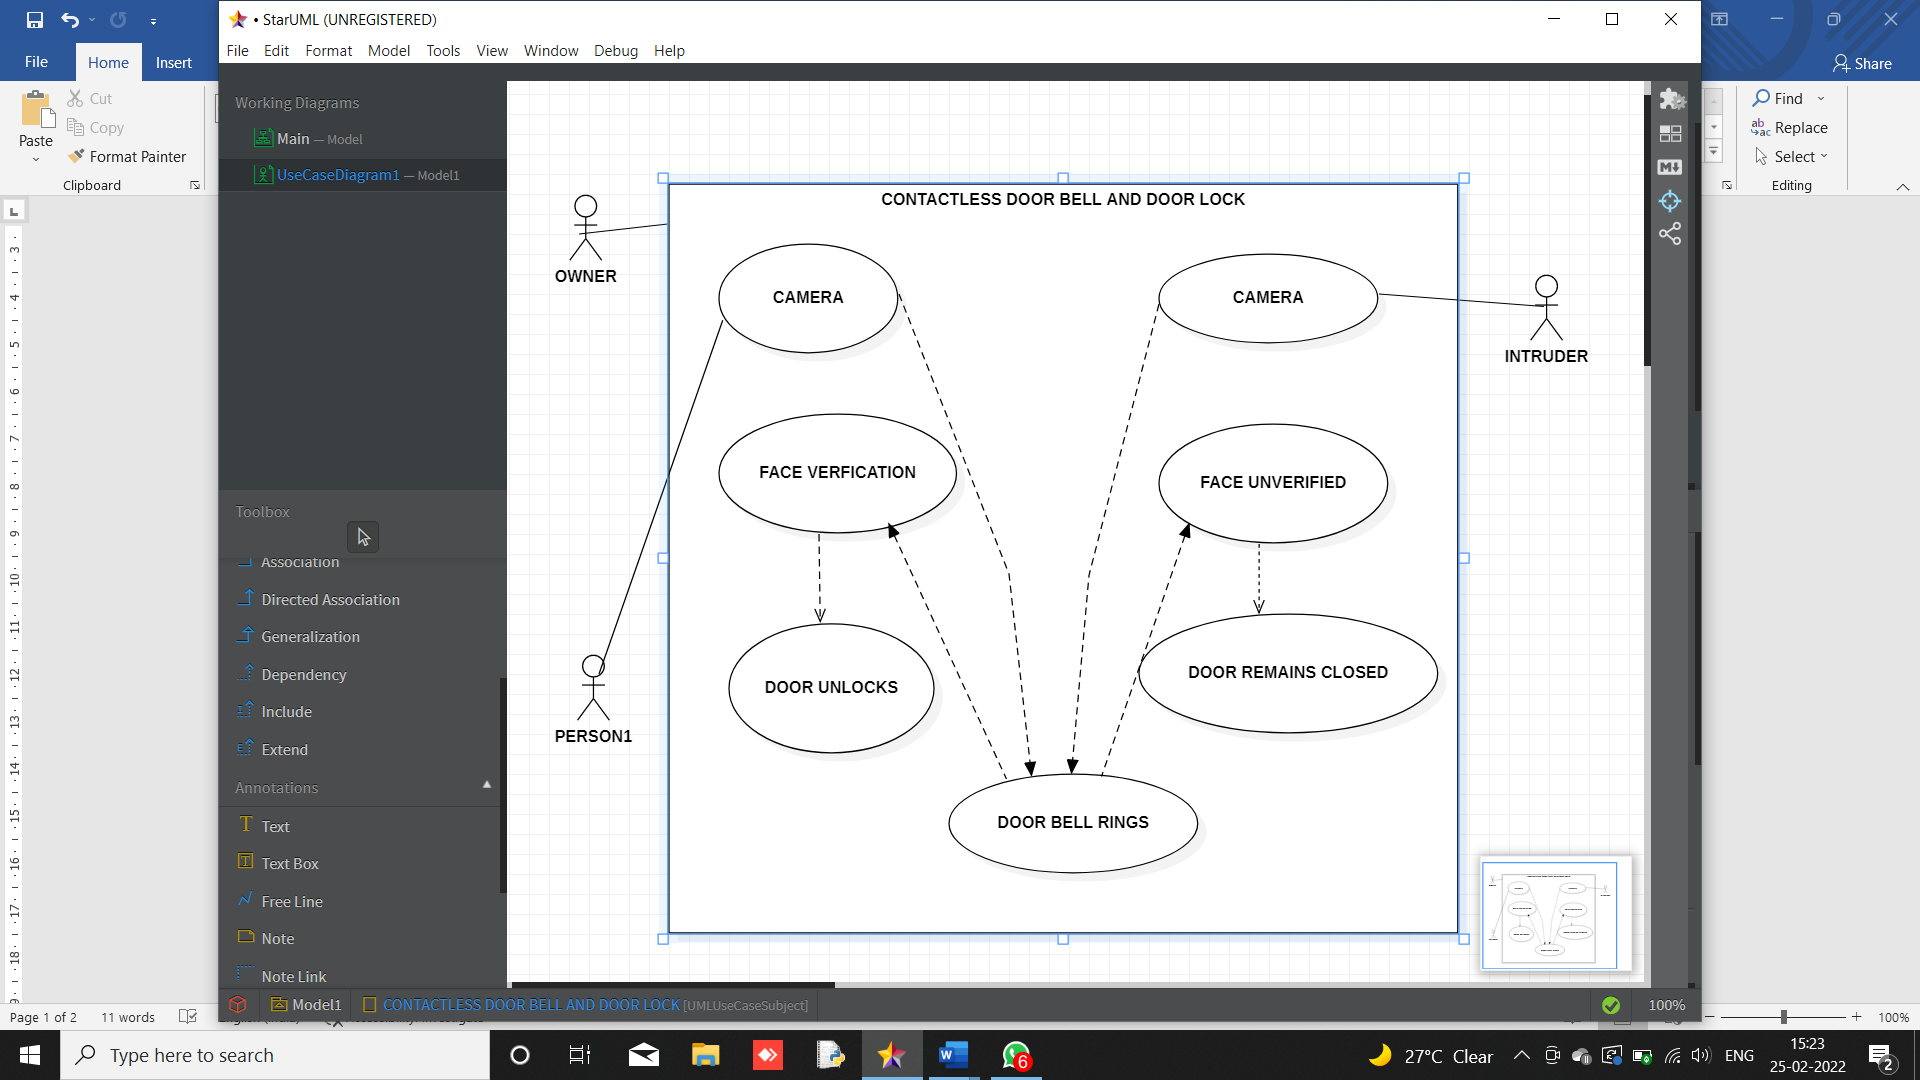 • StarUML (UNREGISTERED)
File Edit Format Model Tools View Window Debug Help
File Home Insert
Share
Cut
Copy
Paste
Format Painter
Clipboard
Find
Replace
Select
Editing
Working Diagrams
Main — Model
UseCaseDiagram1 — Model1
Toolbox
Association
Directed Association
Generalization
Dependency
Include
Extend
Annotations
Text
Text Box
Free Line
Note
Note Link
CONTACTLESS DOOR BELL AND DOOR LOCK
OWNER
CAMERA
CAMERA
INTRUDER
FACE VERFICATION
FACE UNVERIFIED
DOOR UNLOCKS
DOOR REMAINS CLOSED
PERSON1
DOOR BELL RINGS
Model1 CONTACTLESS DOOR BELL AND DOOR LOCK [UMLUseCaseSubject]
100%
Page 1 of 2 11 words
100%
Type here to search
6
27°C Clear
ENG
15:23
25-02-2022
2